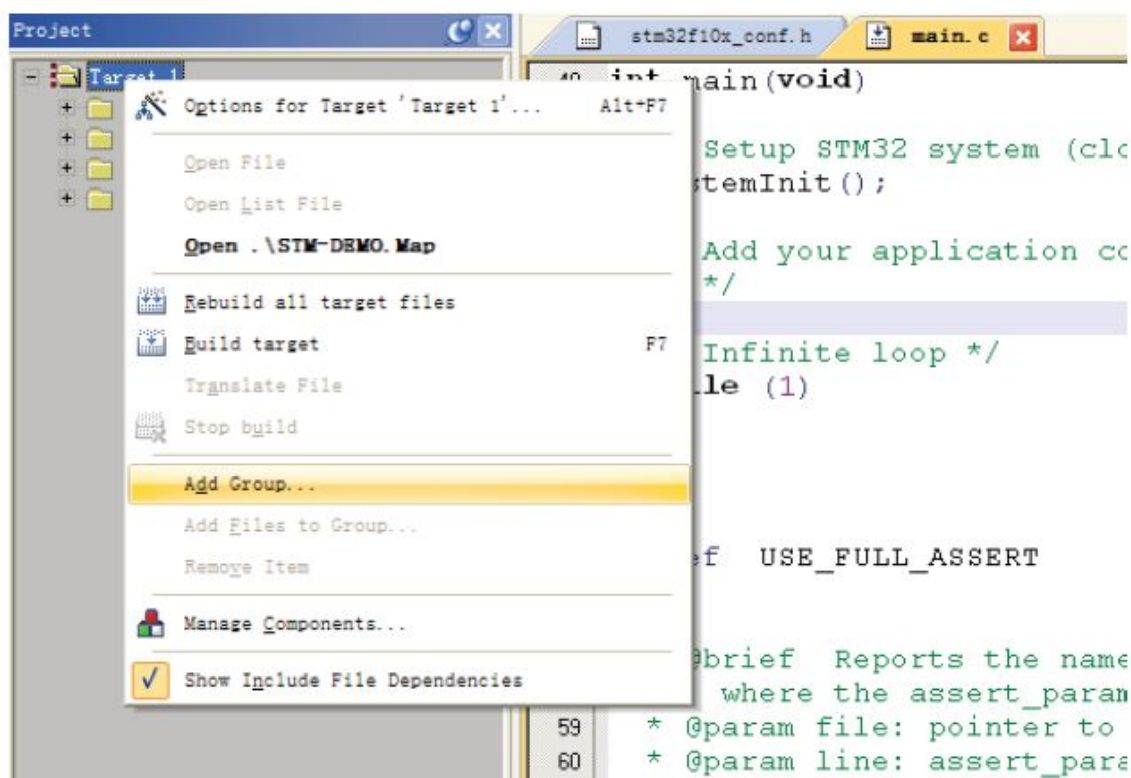 Project
stm32f10x_conf.h
main.c
Target 1
Options for Target 'Target 1'... Alt+F7
Open File
Open List File
Open .\STM-DEMO.Map
Rebuild all target files
Build target F7
Translate File
Stop build
Add Group...
Add Files to Group...
Remove Item
Manage Components...
Show Include File Dependencies
int main(void)
Setup STM32 system (clo
stemInit();
Add your application co
*/
Infinite loop */
le (1)
ef USE_FULL_ASSERT
@brief Reports the name
where the assert_param
59 * @param file: pointer to
60 * @param line: assert_para